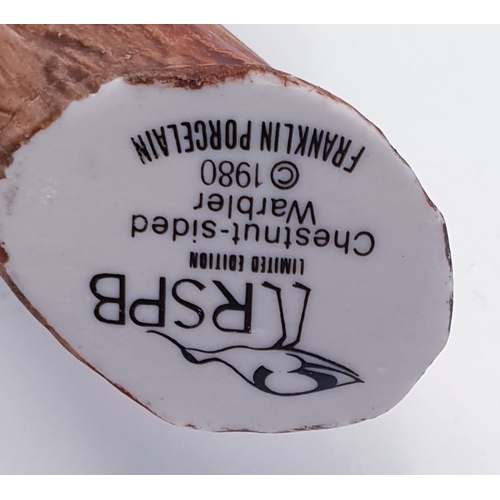 RSPB
LIMITED EDITION
Chestnut-sided
Warbler
©1980
FRANKLIN PORCELAIN